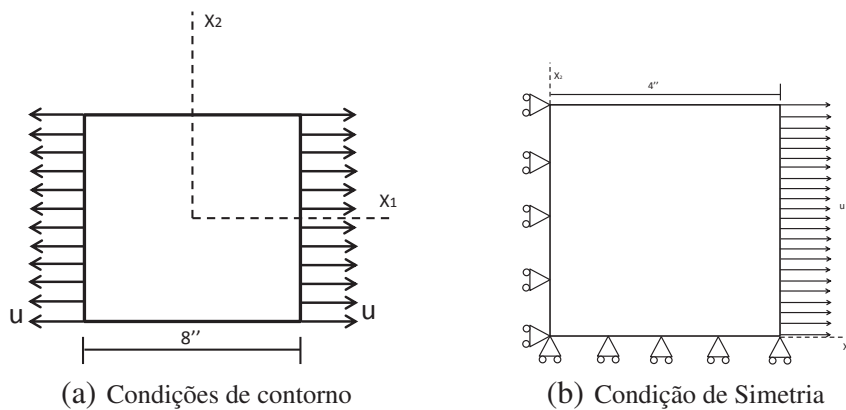 X₂
X₁
u
u
8’’
(a) Condições de contorno
X₂
4’’
u
X
(b) Condição de Simetria